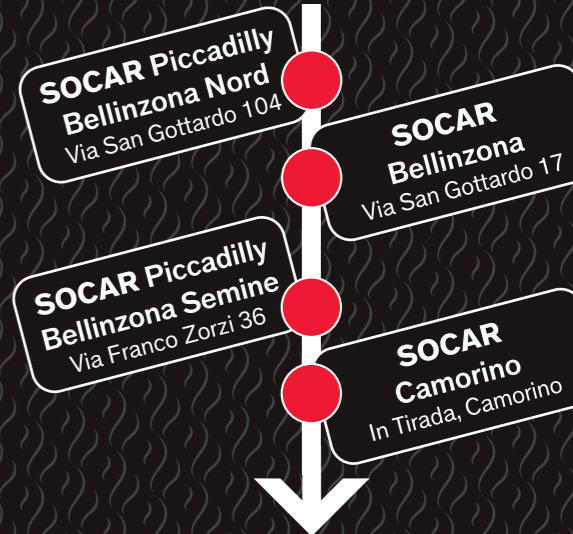 SOCAR Piccadilly
Bellinzona Nord
Via San Gottardo 104
SOCAR
Bellinzona
Via San Gottardo 17
SOCAR Piccadilly
Bellinzona Semine
Via Franco Zorzi 36
SOCAR
Camorino
In Tirada, Camorino